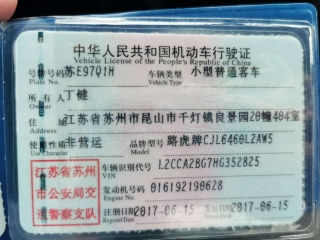 中华人民共和国机动车行驶证
Vehicle License of the People's Republic of China
号牌号码 苏E97Q1H 车辆类型 小型普通客车
Vehicle Type
所有人 丁健
Owner
住址 江苏省苏州市昆山市千灯镇良景园20幢404室
Address
使用性质 非营运 品牌型号 路虎牌CJL6460L2AW5
Use Character Model
江苏省苏州市公安局交通警察支队
车辆识别代号 L2CCAZBG7HG352825
VIN
发动机号码 016192190628
Engine No.
注册日期 2017-06-15 发证日期 2017-06-15